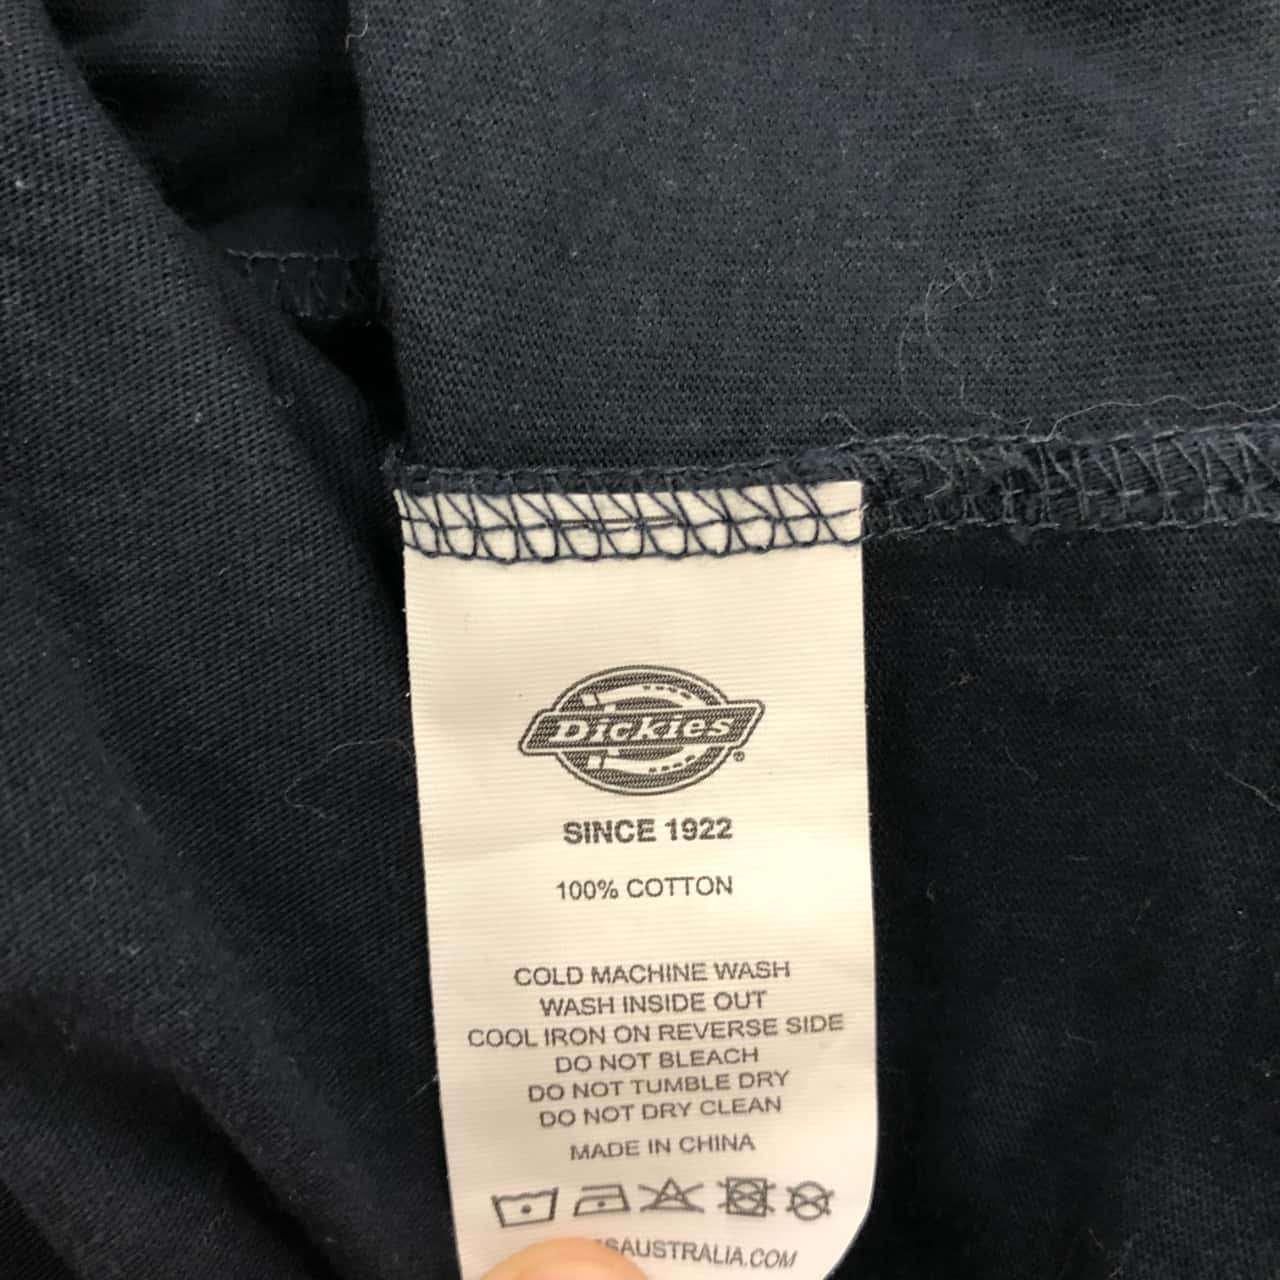 Dickies®
SINCE 1922
100% COTTON
COLD MACHINE WASH
WASH INSIDE OUT
COOL IRON ON REVERSE SIDE
DO NOT BLEACH
DO NOT TUMBLE DRY
DO NOT DRY CLEAN
MADE IN CHINA
SAUSTRALIA.COM